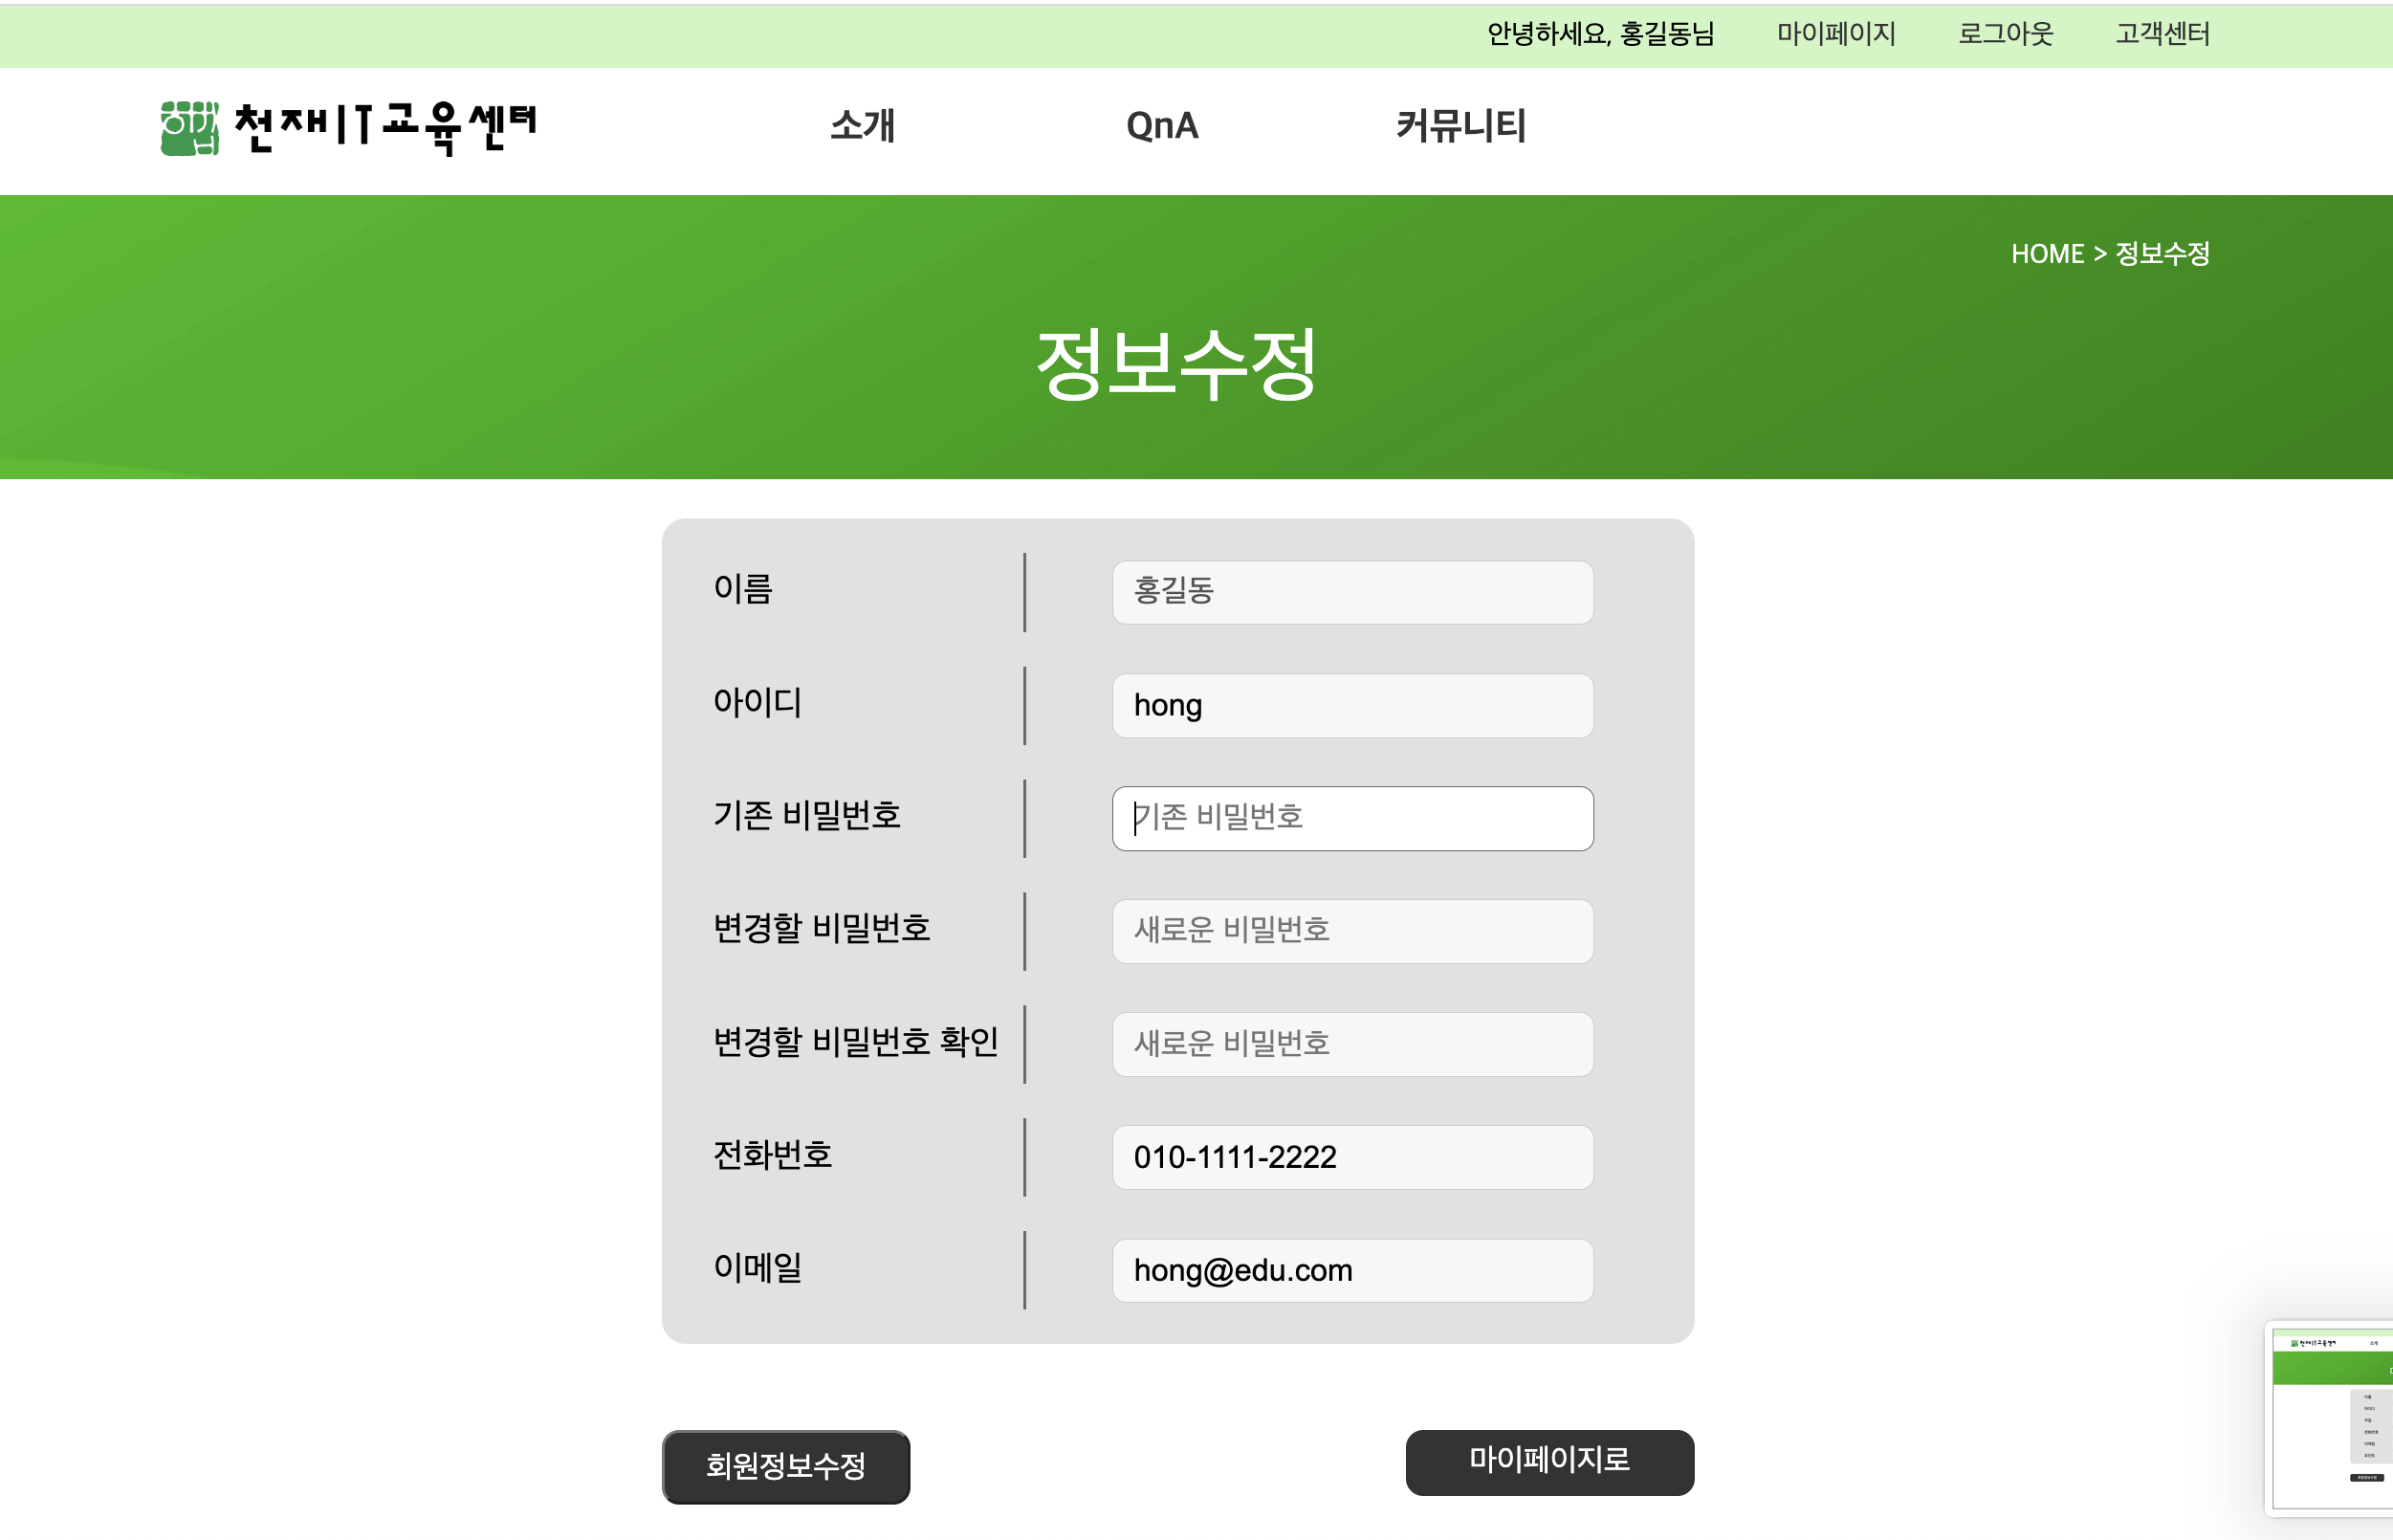 안녕하세요, 홍길동님 마이페이지 로그아웃 고객센터
천재IT교육센터 소개 QnA 커뮤니티
HOME > 정보수정
정보수정
이름 홍길동
아이디 hong
기존 비밀번호 기존 비밀번호
변경할 비밀번호 새로운 비밀번호
변경할 비밀번호 확인 새로운 비밀번호
전화번호 010-1111-2222
이메일 hong@edu.com
회원정보수정 마이페이지로